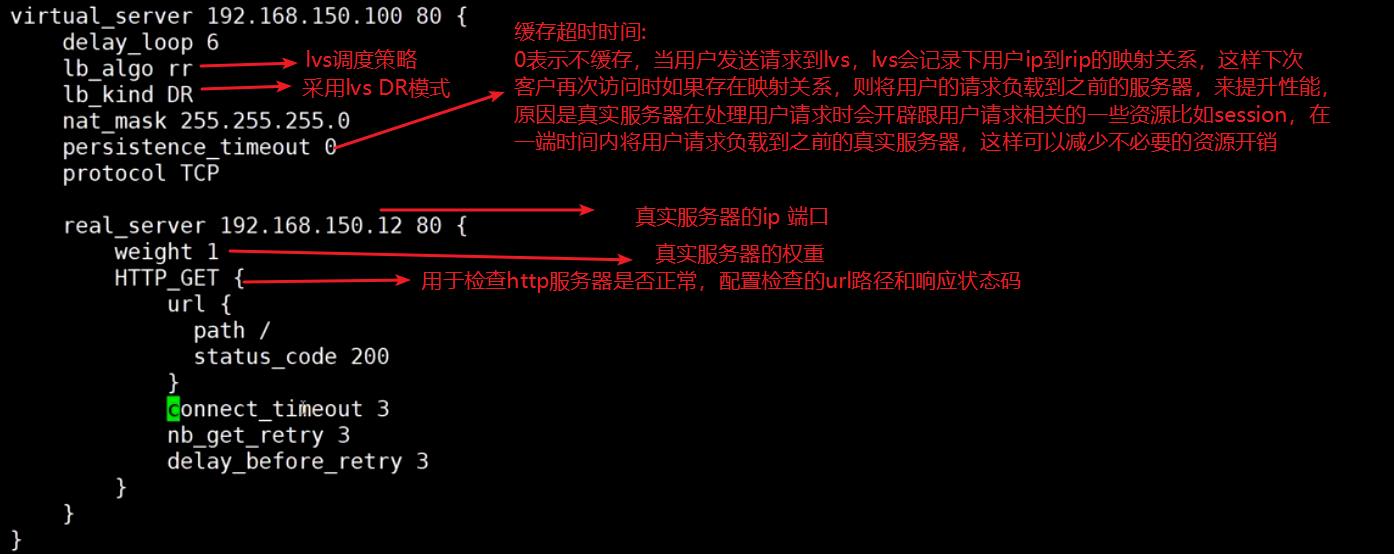 virtual_server 192.168.150.100 80 {
delay_loop 6
lb_algo rr
lvs调度策略
lb_kind DR
采用lvs DR模式
nat_mask 255.255.255.0
persistence_timeout 0
protocol TCP
缓存超时时间:
0表示不缓存，当用户发送请求到lvs，lvs会记录下用户ip到rip的映射关系，这样下次
客户再次访问时如果存在映射关系，则将用户的请求负载到之前的服务器，来提升性能，
原因是真实服务器在处理用户请求时会开辟跟用户请求相关的一些资源比如session，在
一端时间内将用户请求负载到之前的真实服务器，这样可以减少不必要的资源开销
real_server 192.168.150.12 80 {
真实服务器的ip 端口
weight 1
真实服务器的权重
HTTP_GET {
用于检查http服务器是否正常，配置检查的url路径和响应状态码
url {
path /
status_code 200
}
connect_timeout 3
nb_get_retry 3
delay_before_retry 3
}
}
}